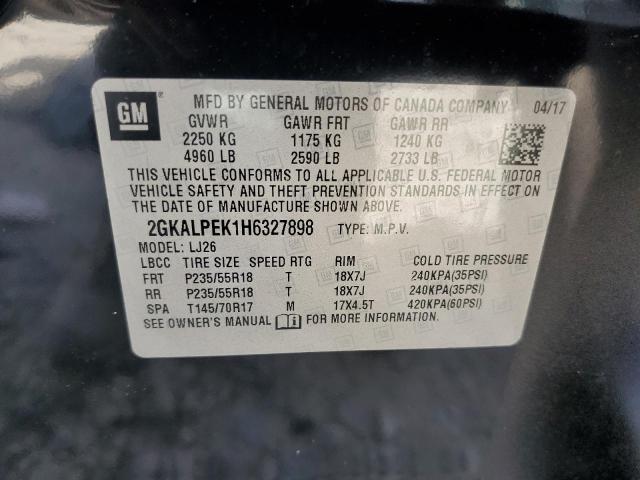 GM
MFD BY GENERAL MOTORS OF CANADA COMPANY 04/17
GVWR GAWR FRT GAWR RR
2250 KG 1175 KG 1240 KG
4960 LB 2590 LB 2733 LB
THIS VEHICLE CONFORMS TO ALL APPLICABLE U.S. FEDERAL MOTOR
VEHICLE SAFETY AND THEFT PREVENTION STANDARDS IN EFFECT ON
THE DATE OF MANUFACTURE SHOWN ABOVE.
2GKALPEK1H6327898 TYPE: M.P.V.
MODEL: LJ26
LBCC TIRE SIZE SPEED RTG RIM COLD TIRE PRESSURE
FRT P235/55R18 T 18X7J 240KPA(35PSI)
RR P235/55R18 T 18X7J 240KPA(35PSI)
SPA T145/70R17 M 17X4.5T 420KPA(60PSI)
SEE OWNER'S MANUAL FOR MORE INFORMATION.